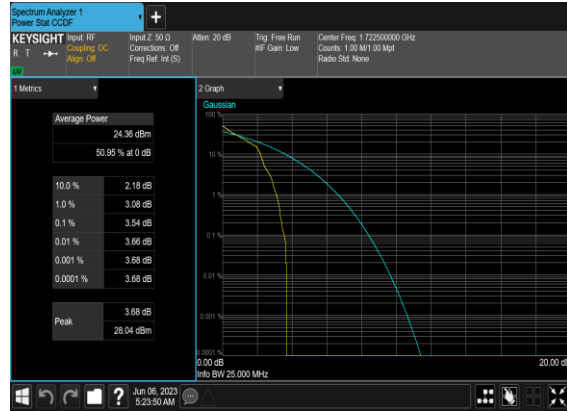 Spectrum Analyzer 1
Power Stat CCDF
KEYSIGHT
R T
LXI
Input: RF
Coupling: DC
Align: Off
Input Z: 50 Ω
Corrections: Off
Freq Ref: Int (S)
Atten: 20 dB
Trig: Free Run
#IF Gain: Low
Center Freq: 1.722500000 GHz
Counts: 1.00 M/1.00 Mpt
Radio Std: None
1 Metrics
Average Power
24.36 dBm
50.95 % at 0 dB
10.0 % 2.18 dB
1.0 % 3.08 dB
0.1 % 3.54 dB
0.01 % 3.66 dB
0.001 % 3.68 dB
0.0001 % 3.68 dB
Peak
3.68 dB
28.04 dBm
2 Graph
Gaussian
100 %
10 %
1 %
0.1 %
0.01 %
0.001 %
0.0001 %
0.00 dB
20.00 dB
Info BW 25.000 MHz
?
Jun 06, 2023
5:23:50 AM